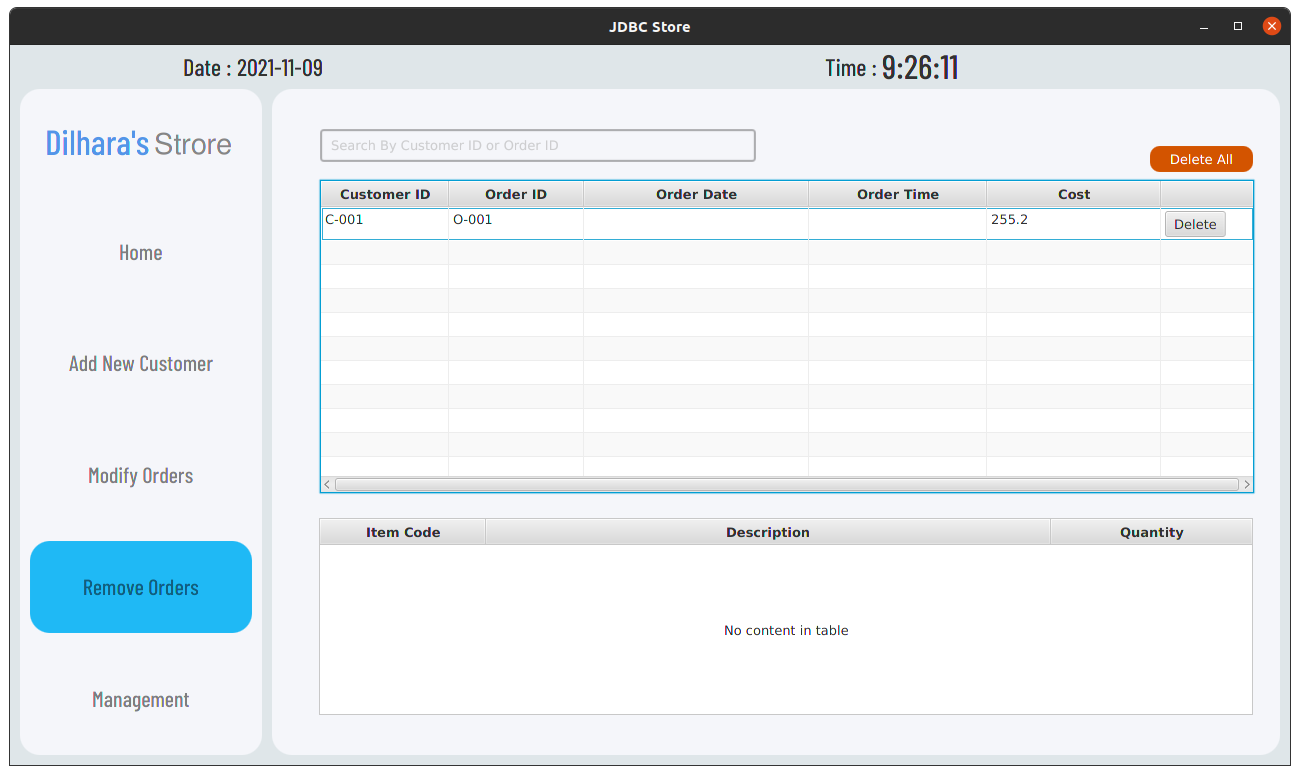 JDBC Store
Date : 2021-11-09
Time : 9:26:11
Dilhara's Strore
Home
Add New Customer
Modify Orders
Remove Orders
Management
Search By Customer ID or Order ID
Delete All
Customer ID Order ID Order Date Order Time Cost
C-001 O-001 255.2 Delete
Item Code Description Quantity
No content in table